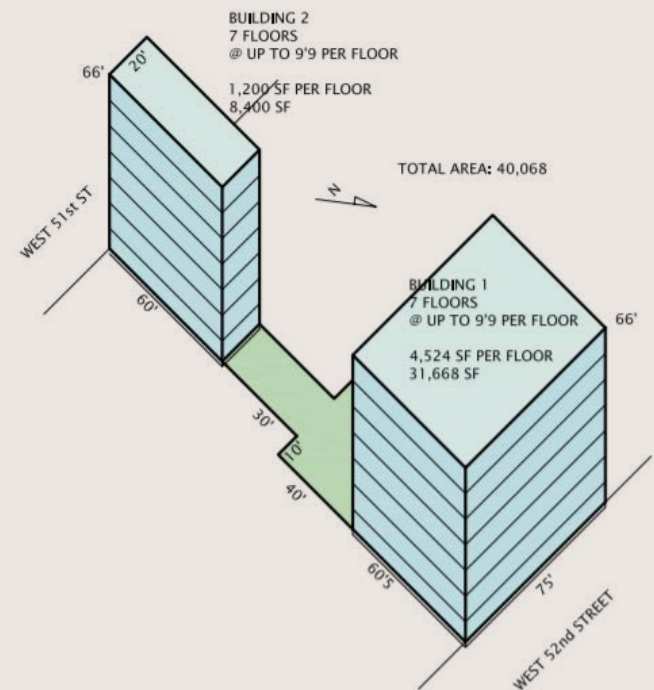 BUILDING 2
7 FLOORS
@ UP TO 9'9 PER FLOOR
1,200 SF PER FLOOR
8,400 SF
66'
20'
TOTAL AREA: 40,068
N
WEST 51st ST
60'
BUILDING 1
7 FLOORS
@ UP TO 9'9 PER FLOOR
4,524 SF PER FLOOR
31,668 SF
66'
30'
10'
40'
60'S
75'
WEST 52nd STREET